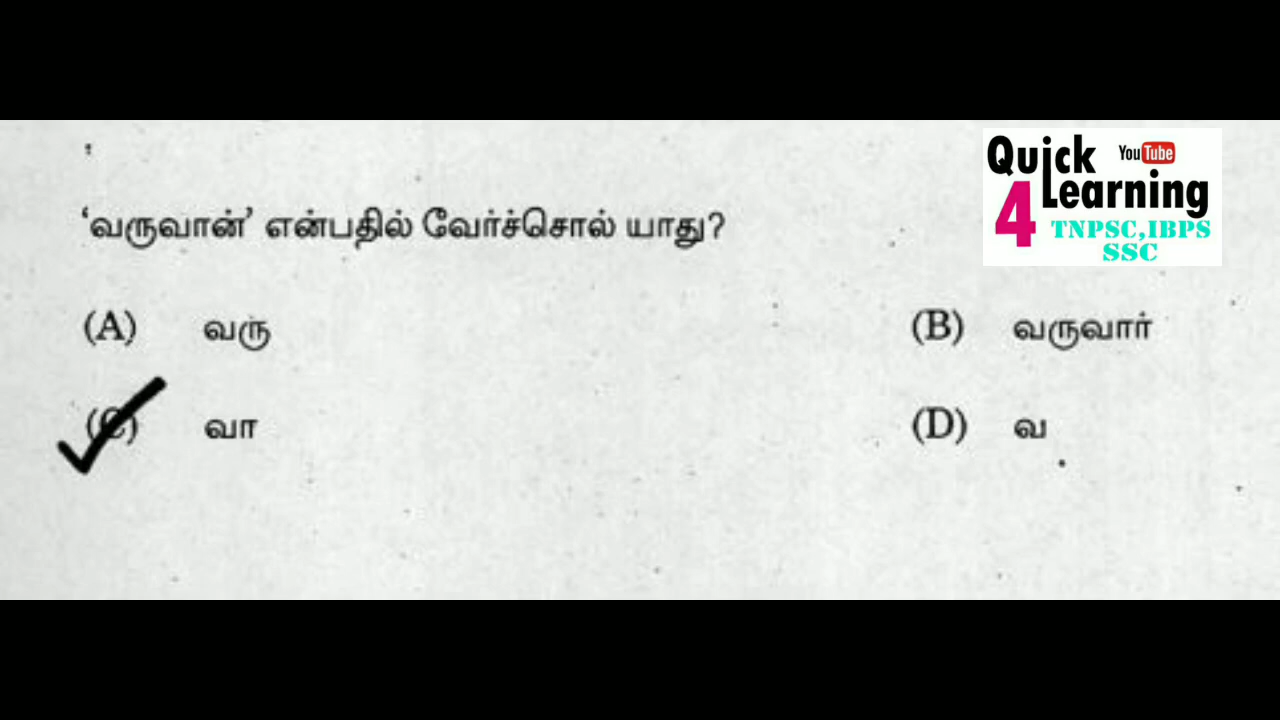 Quick YouTube
4 Learning
TNPSC,IBPS
SSC
'வருவான்' என்பதில் வேர்ச்சொல் யாது?
(A) வரு (B) வருவார்
(C) வா (D) வ